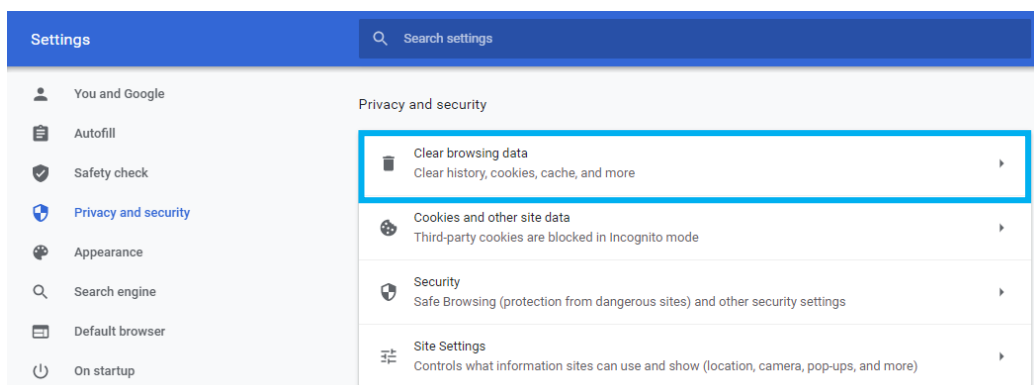 Settings
Search settings
You and Google
Autofill
Safety check
Privacy and security
Appearance
Search engine
Default browser
On startup
Privacy and security
Clear browsing data
Clear history, cookies, cache, and more
Cookies and other site data
Third-party cookies are blocked in Incognito mode
Security
Safe Browsing (protection from dangerous sites) and other security settings
Site Settings
Controls what information sites can use and show (location, camera, pop-ups, and more)